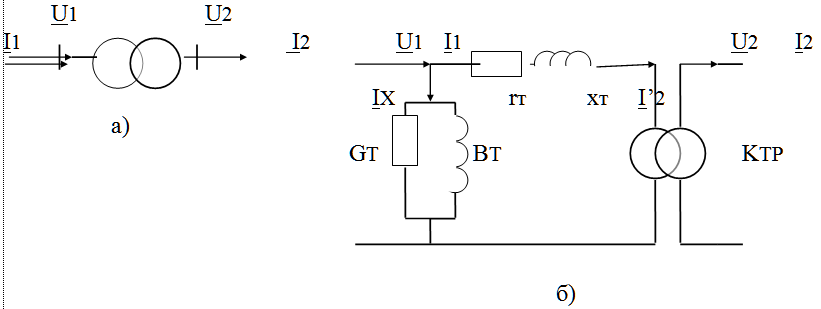 U1 U2
I1 I2 U1 I1 U2 I2
IX rт xт I’2
а)
GТ BТ KТР
б)